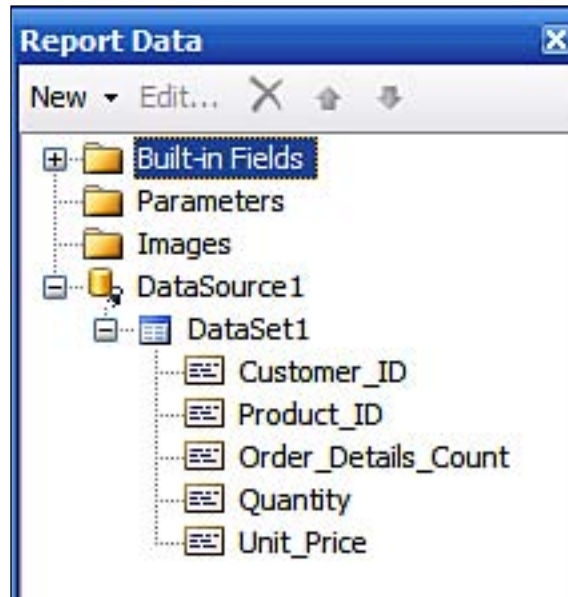 Report Data
New Edit...
Built-in Fields
Parameters
Images
DataSource1
DataSet1
Customer_ID
Product_ID
Order_Details_Count
Quantity
Unit_Price